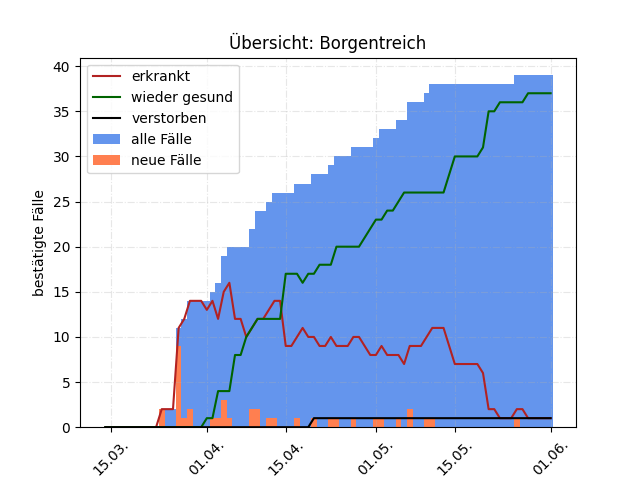 Übersicht: Borgentreich
erkrankt
wieder gesund
verstorben
alle Fälle
neue Fälle
bestätigte Fälle
40
35
30
25
20
15
10
5
0
15.03.
01.04.
15.04.
01.05.
15.05.
01.06.